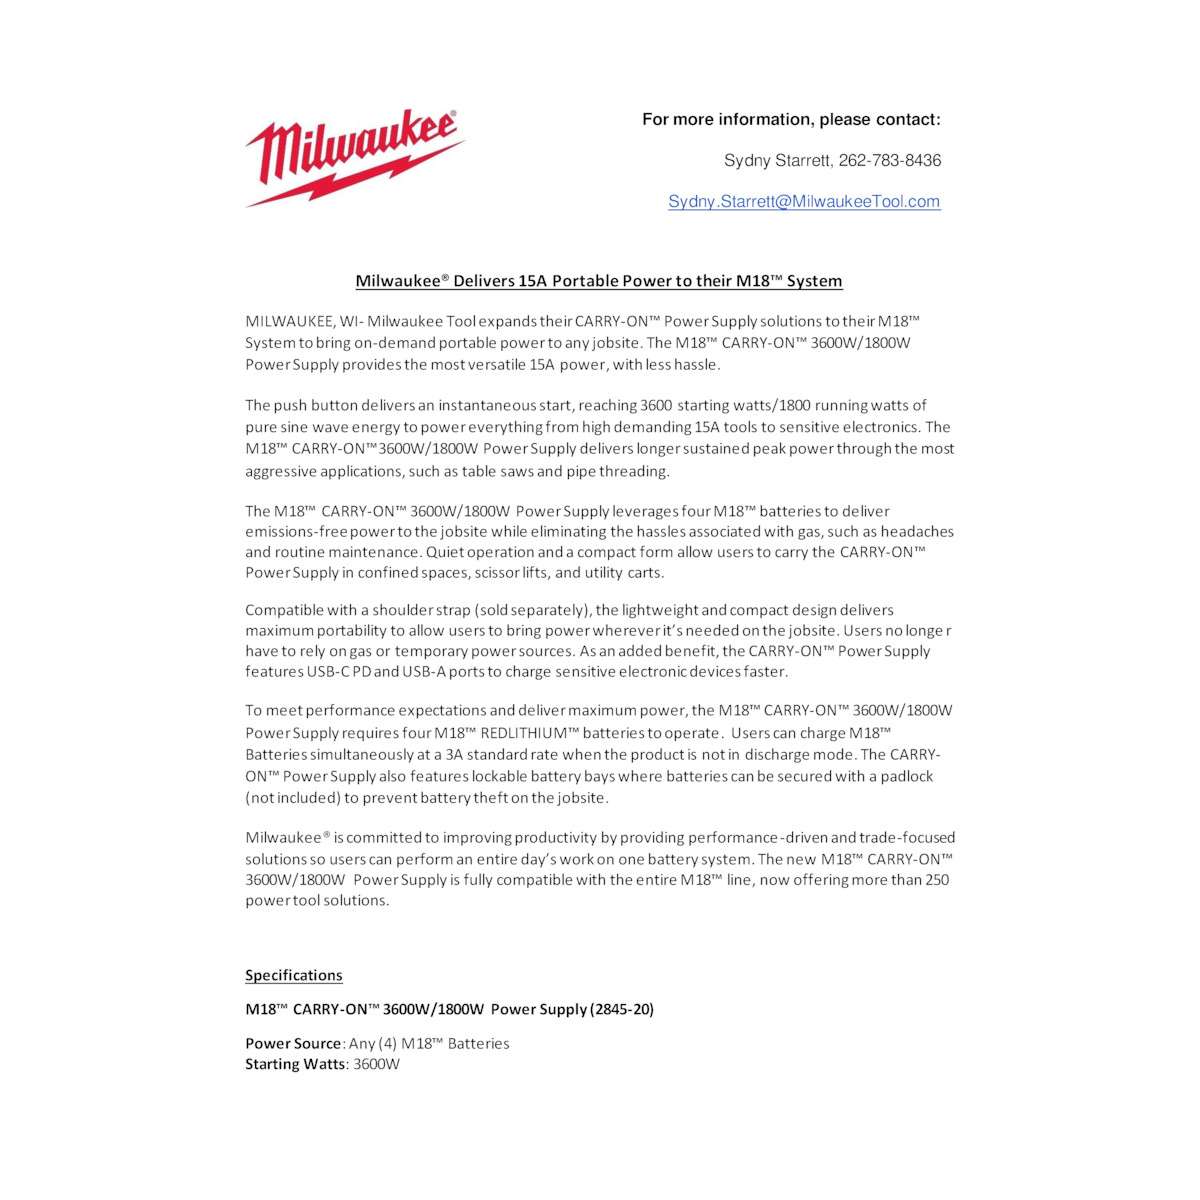 Milwaukee®
For more information, please contact:
Sydny Starrett, 262-783-8436
Sydny.Starrett@MilwaukeeTool.com
Milwaukee® Delivers 15A Portable Power to their M18™ System
MILWAUKEE, WI- Milwaukee Tool expands their CARRY-ON™ Power Supply solutions to their M18™
System to bring on-demand portable power to any jobsite. The M18™ CARRY-ON™ 3600W/1800W
Power Supply provides the most versatile 15A power, with less hassle.
The push button delivers an instantaneous start, reaching 3600 starting watts/1800 running watts of
pure sine wave energy to power everything from high demanding 15A tools to sensitive electronics. The
M18™ CARRY-ON™3600W/1800W Power Supply delivers longer sustained peak power through the most
aggressive applications, such as table saws and pipe threading.
The M18™ CARRY-ON™ 3600W/1800W Power Supply leverages four M18™ batteries to deliver
emissions-free power to the jobsite while eliminating the hassles associated with gas, such as headaches
and routine maintenance. Quiet operation and a compact form allow users to carry the CARRY-ON™
Power Supply in confined spaces, scissor lifts, and utility carts.
Compatible with a shoulder strap (sold separately), the lightweight and compact design delivers
maximum portability to allow users to bring power wherever it's needed on the jobsite. Users no longer
have to rely on gas or temporary power sources. As an added benefit, the CARRY-ON™ Power Supply
features USB-C PD and USB-A ports to charge sensitive electronic devices faster.
To meet performance expectations and deliver maximum power, the M18™ CARRY-ON™ 3600W/1800W
Power Supply requires four M18™ REDLITHIUM™ batteries to operate. Users can charge M18™
Batteries simultaneously at a 3A standard rate when the product is not in discharge mode. The CARRY-
ON™ Power Supply also features lockable battery bays where batteries can be secured with a padlock
(not included) to prevent battery theft on the jobsite.
Milwaukee® is committed to improving productivity by providing performance-driven and trade-focused
solutions so users can perform an entire day's work on one battery system. The new M18™ CARRY-ON™
3600W/1800W Power Supply is fully compatible with the entire M18™ line, now offering more than 250
power tool solutions.
Specifications
M18™ CARRY-ON™ 3600W/1800W Power Supply (2845-20)
Power Source: Any (4) M18™ Batteries
Starting Watts: 3600W